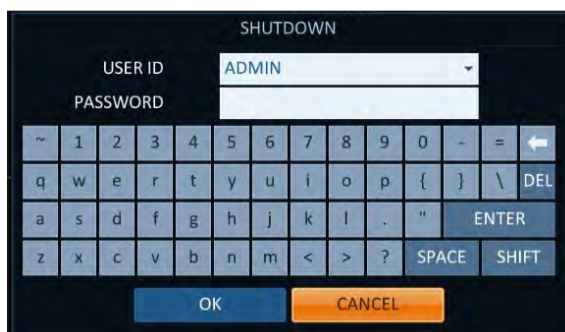 SHUTDOWN
USER ID ADMIN
PASSWORD
~ 1 2 3 4 5 6 7 8 9 0 - =
q w e r t y u i o p { } \ DEL
a s d f g h j k l . " ENTER
z x c v b n m < > ? SPACE SHIFT
OK CANCEL